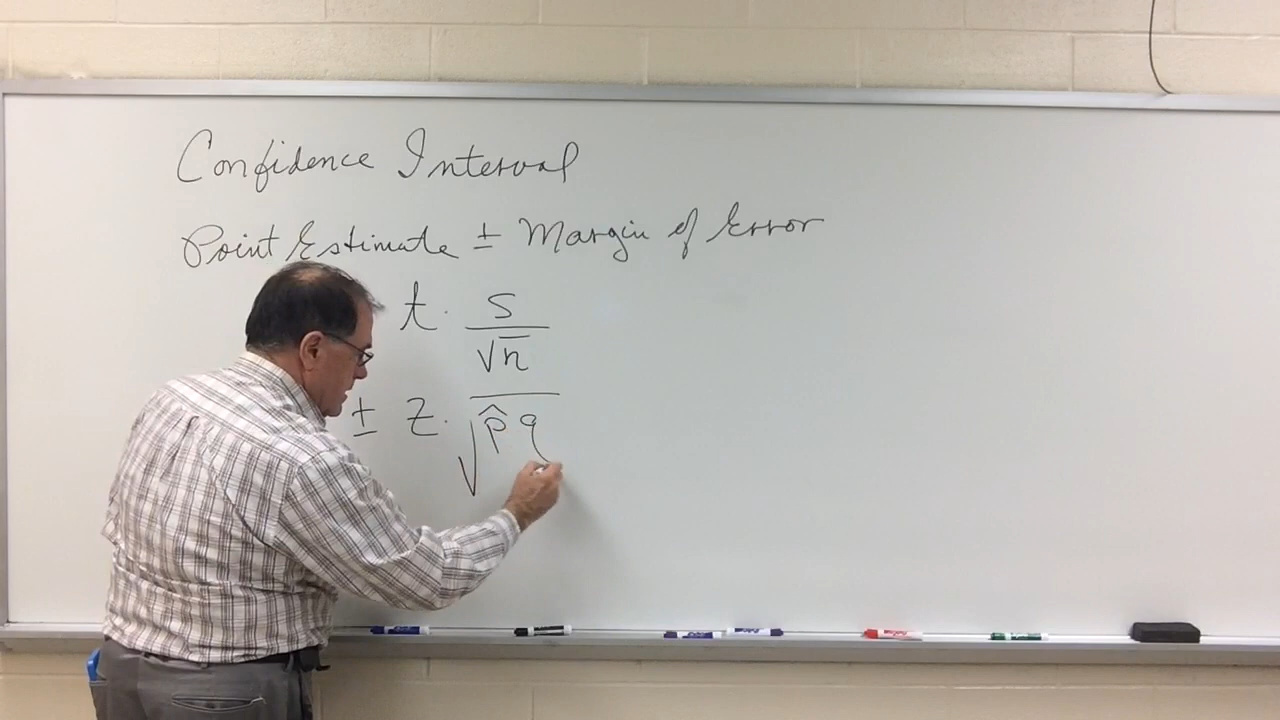 Confidence Interval
Point Estimate ± Margin of Error
t · s / √n
± z · √ p̂ q